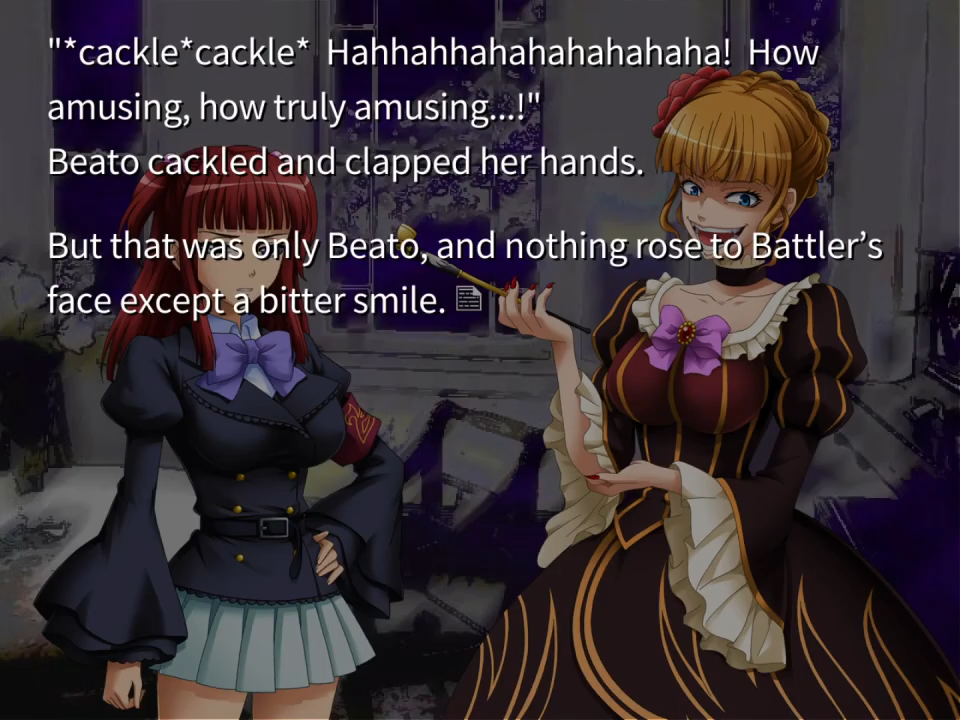 "*cackle*cackle*  Hahhahhahahahahahaha!  How
amusing, how truly amusing...!"
Beato cackled and clapped her hands.
But that was only Beato, and nothing rose to Battler’s
face except a bitter smile.